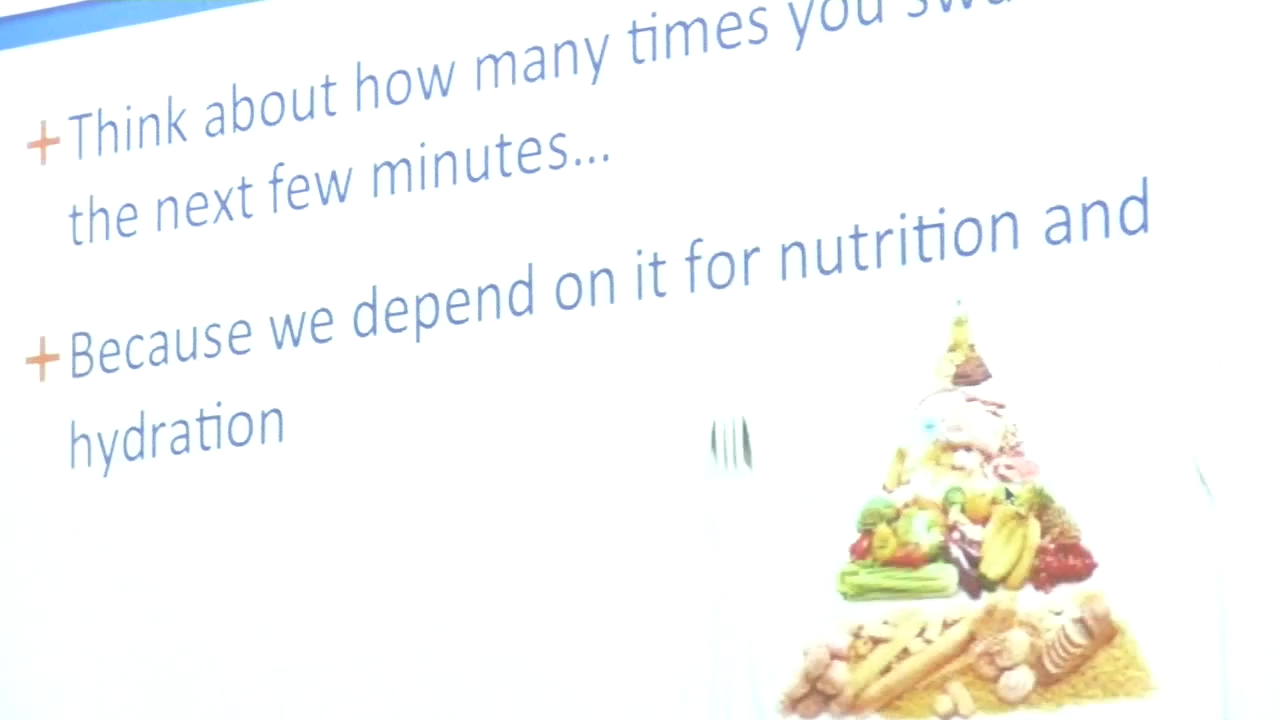 Think about how many times you
the next few minutes...
Because we depend on it for nutrition and
hydration